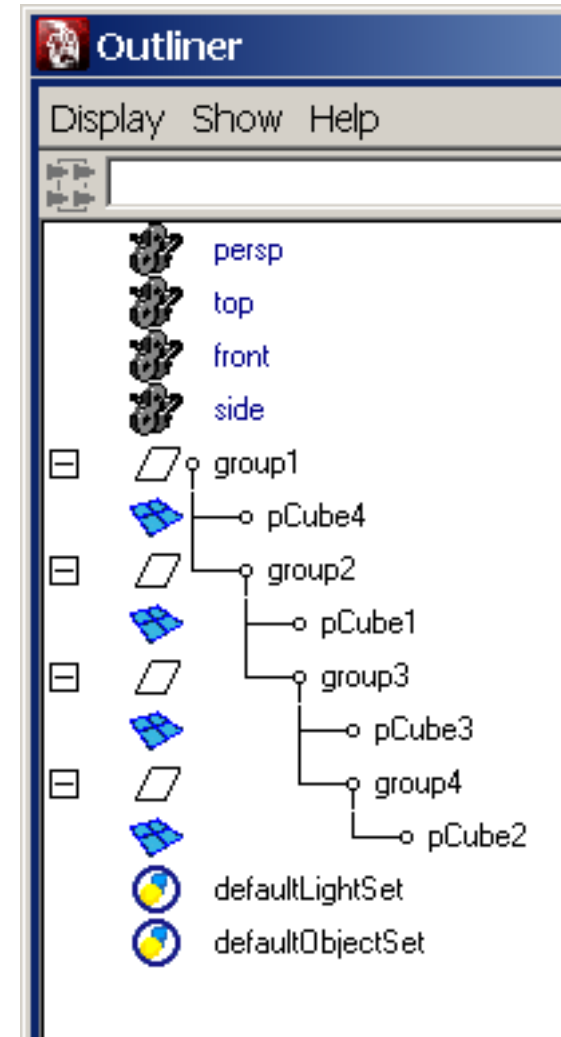 Outliner
Display Show Help
persp
top
front
side
group1
pCube4
group2
pCube1
group3
pCube3
group4
pCube2
defaultLightSet
defaultObjectSet